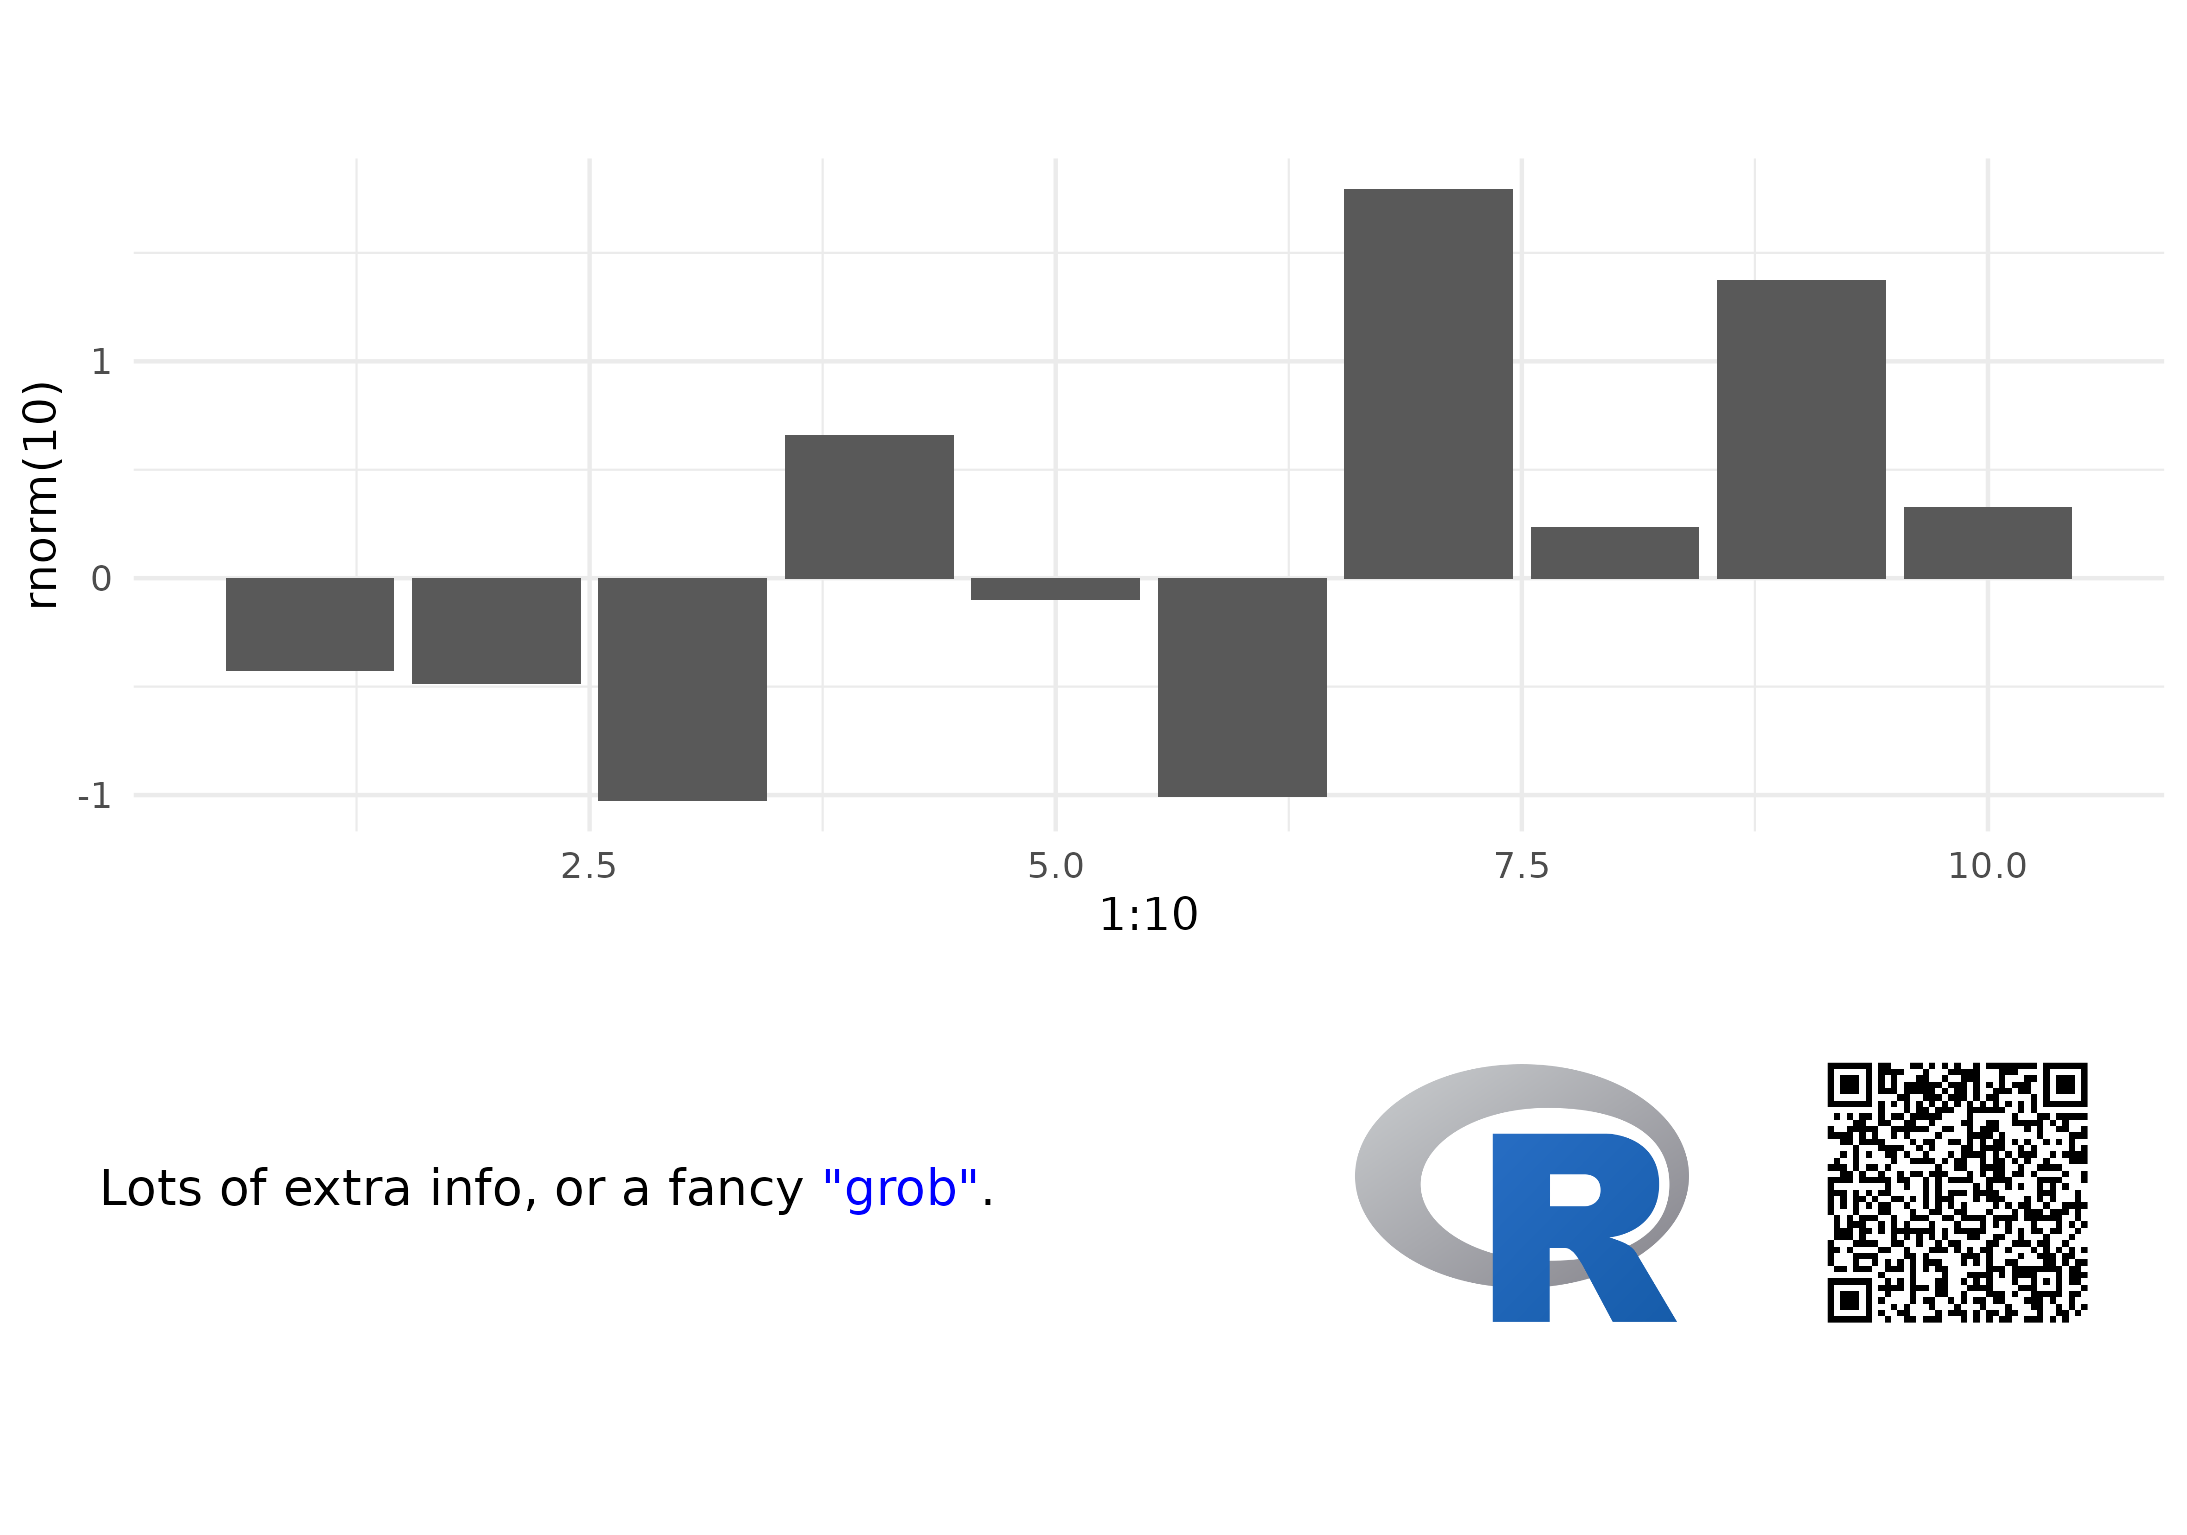 rnorm(10)
1
0
-1
2.5 5.0 7.5 10.0
1:10
Lots of extra info, or a fancy "grob".
R